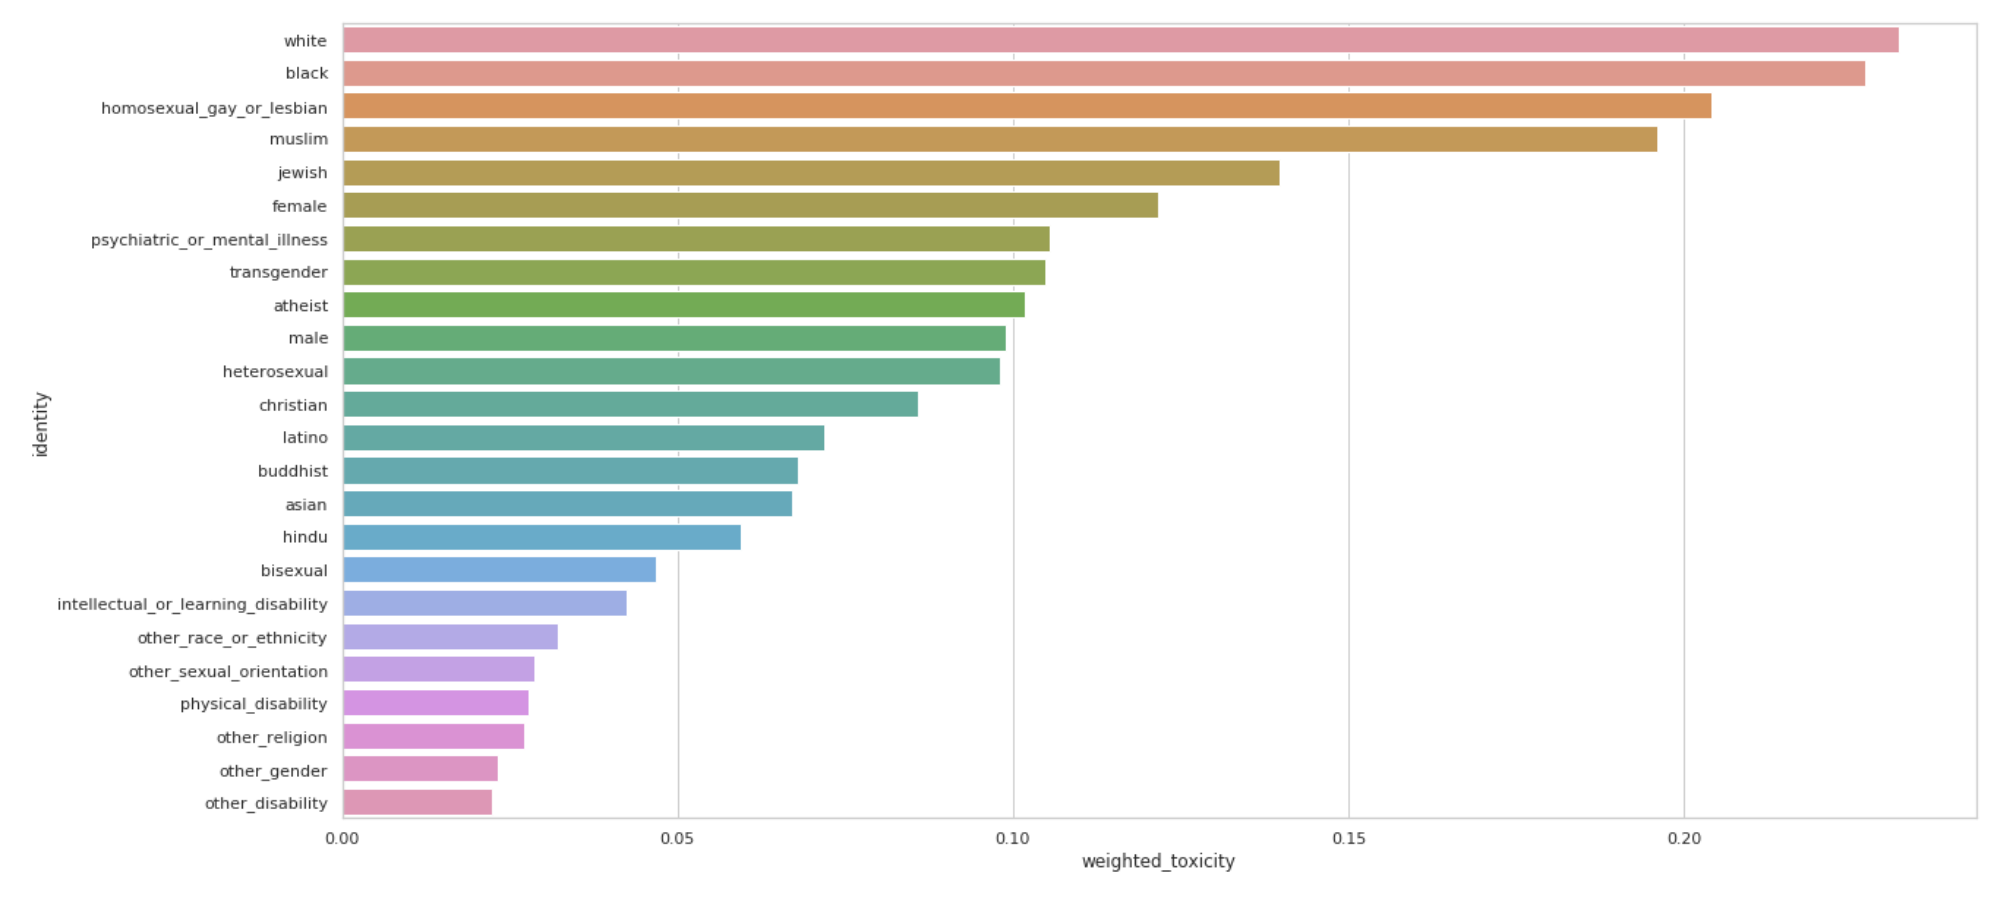 white
black
homosexual_gay_or_lesbian
muslim
jewish
female
psychiatric_or_mental_illness
transgender
atheist
male
heterosexual
christian
latino
buddhist
asian
hindu
bisexual
intellectual_or_learning_disability
other_race_or_ethnicity
other_sexual_orientation
physical_disability
other_religion
other_gender
other_disability
identity
0.00 0.05 0.10 0.15 0.20
weighted_toxicity